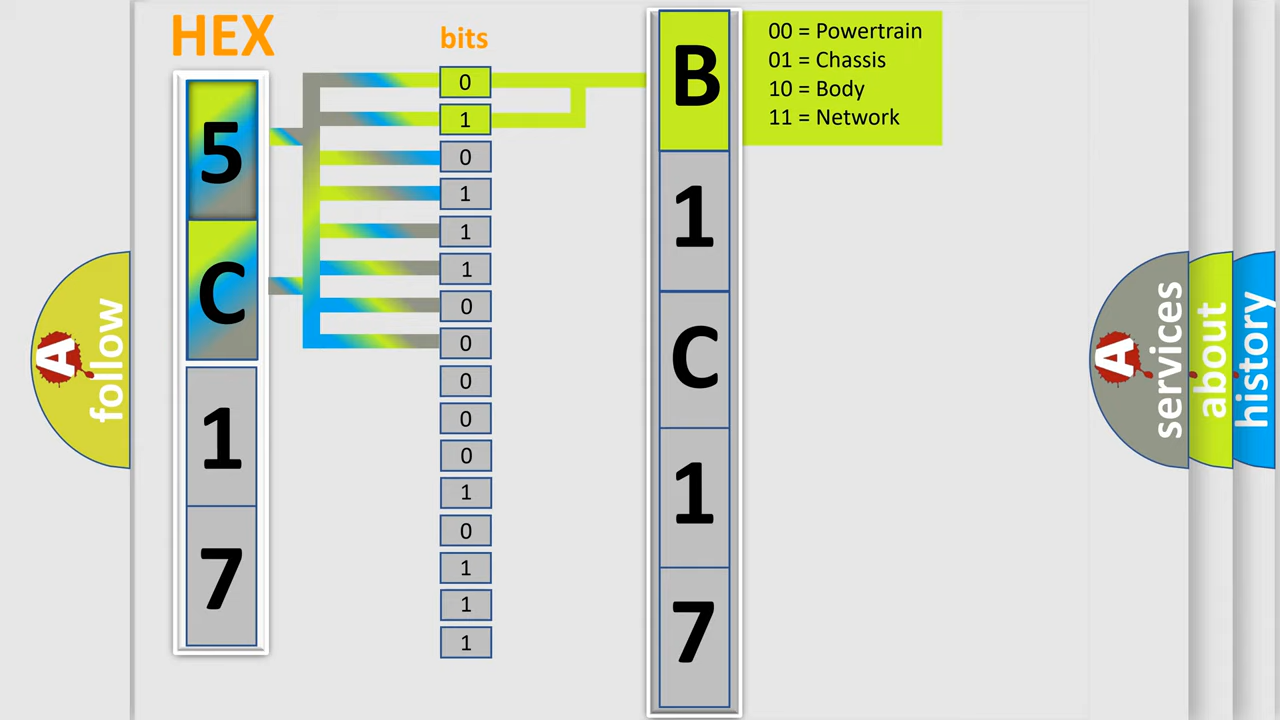 HEX
bits
5
C
1
7
0
1
0
1
1
1
0
0
0
0
0
1
0
1
1
1
B
1
C
1
7
00 = Powertrain
01 = Chassis
10 = Body
11 = Network
A
follow
A
services
about
history